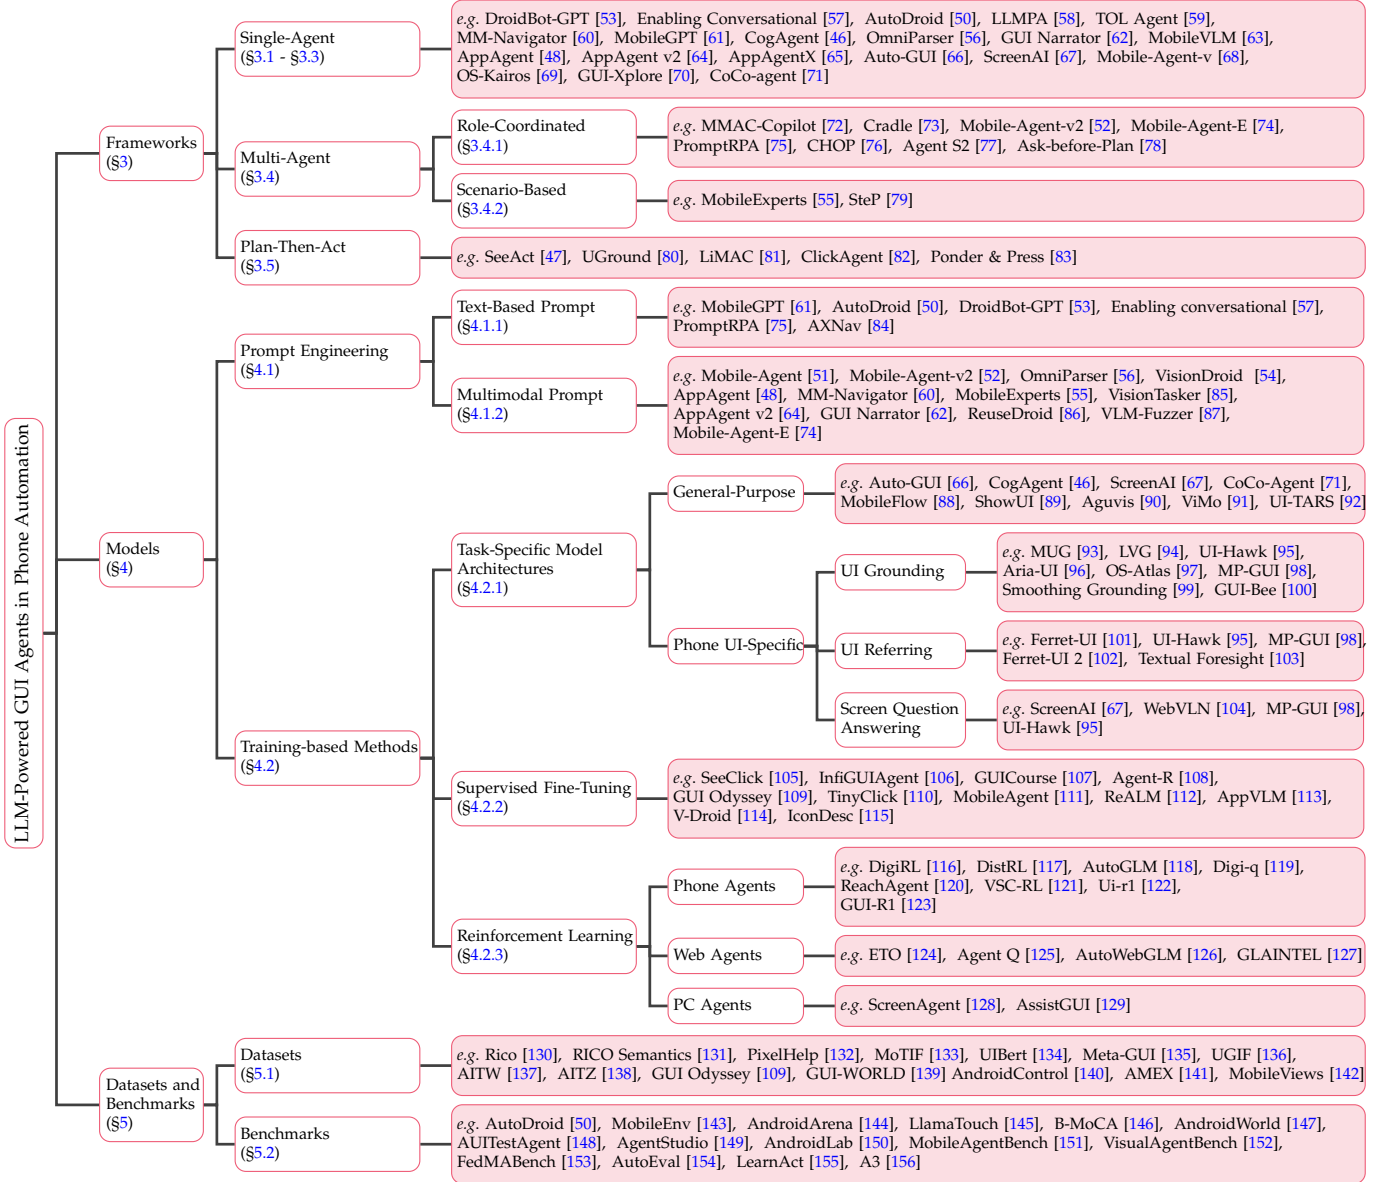 LLM-Powered GUI Agents in Phone Automation
Frameworks
(§3)
Single-Agent
(§3.1 - §3.3)
e.g. DroidBot-GPT [53], Enabling Conversational [57], AutoDroid [50], LLMPA [58], TOL Agent [59],
MM-Navigator [60], MobileGPT [61], CogAgent [46], OmniParser [56], GUI Narrator [62], MobileVLM [63],
AppAgent [48], AppAgent v2 [64], AppAgentX [65], Auto-GUI [66], ScreenAI [67], Mobile-Agent-v [68],
OS-Kairos [69], GUI-Xplore [70], CoCo-agent [71]
Multi-Agent
(§3.4)
Role-Coordinated
(§3.4.1)
e.g. MMAC-Copilot [72], Cradle [73], Mobile-Agent-v2 [52], Mobile-Agent-E [74],
PromptRPA [75], CHOP [76], Agent S2 [77], Ask-before-Plan [78]
Scenario-Based
(§3.4.2)
e.g. MobileExperts [55], SteP [79]
Plan-Then-Act
(§3.5)
e.g. SeeAct [47], UGround [80], LiMAC [81], ClickAgent [82], Ponder & Press [83]
Models
(§4)
Prompt Engineering
(§4.1)
Text-Based Prompt
(§4.1.1)
e.g. MobileGPT [61], AutoDroid [50], DroidBot-GPT [53], Enabling conversational [57],
PromptRPA [75], AXNav [84]
Multimodal Prompt
(§4.1.2)
e.g. Mobile-Agent [51], Mobile-Agent-v2 [52], OmniParser [56], VisionDroid [54],
AppAgent [48], MM-Navigator [60], MobileExperts [55], VisionTasker [85],
AppAgent v2 [64], GUI Narrator [62], ReuseDroid [86], VLM-Fuzzer [87],
Mobile-Agent-E [74]
Training-based Methods
(§4.2)
Task-Specific Model
Architectures
(§4.2.1)
General-Purpose
e.g. Auto-GUI [66], CogAgent [46], ScreenAI [67], CoCo-Agent [71],
MobileFlow [88], ShowUI [89], Aguvis [90], ViMo [91], UI-TARS [92]
Phone UI-Specific
UI Grounding
e.g. MUG [93], LVG [94], UI-Hawk [95],
Aria-UI [96], OS-Atlas [97], MP-GUI [98],
Smoothing Grounding [99], GUI-Bee [100]
UI Referring
e.g. Ferret-UI [101], UI-Hawk [95], MP-GUI [98],
Ferret-UI 2 [102], Textual Foresight [103]
Screen Question
Answering
e.g. ScreenAI [67], WebVLN [104], MP-GUI [98],
UI-Hawk [95]
Supervised Fine-Tuning
(§4.2.2)
e.g. SeeClick [105], InfiGUIAgent [106], GUICourse [107], Agent-R [108],
GUI Odyssey [109], TinyClick [110], MobileAgent [111], ReALM [112], AppVLM [113],
V-Droid [114], IconDesc [115]
Reinforcement Learning
(§4.2.3)
Phone Agents
e.g. DigiRL [116], DistRL [117], AutoGLM [118], Digi-q [119],
ReachAgent [120], VSC-RL [121], Ui-r1 [122],
GUI-R1 [123]
Web Agents
e.g. ETO [124], Agent Q [125], AutoWebGLM [126], GLAINTEL [127]
PC Agents
e.g. ScreenAgent [128], AssistGUI [129]
Datasets and
Benchmarks
(§5)
Datasets
(§5.1)
e.g. Rico [130], RICO Semantics [131], PixelHelp [132], MoTIF [133], UIBert [134], Meta-GUI [135], UGIF [136],
AITW [137], AITZ [138], GUI Odyssey [109], GUI-WORLD [139] AndroidControl [140], AMEX [141], MobileViews [142]
Benchmarks
(§5.2)
e.g. AutoDroid [50], MobileEnv [143], AndroidArena [144], LlamaTouch [145], B-MoCA [146], AndroidWorld [147],
AUITestAgent [148], AgentStudio [149], AndroidLab [150], MobileAgentBench [151], VisualAgentBench [152],
FedMABench [153], AutoEval [154], LearnAct [155], A3 [156]